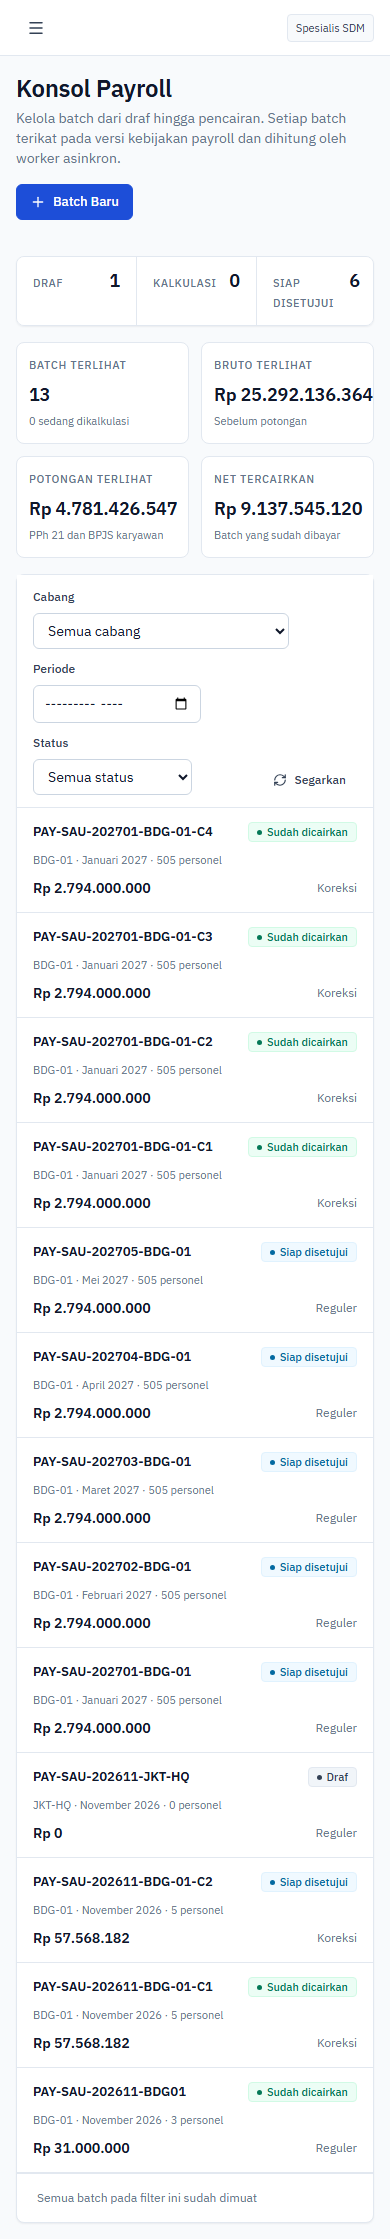 Spesialis SDM
Konsol Payroll
Kelola batch dari draf hingga pencairan. Setiap batch
terikat pada versi kebijakan payroll dan dihitung oleh
worker asinkron.
Batch Baru
DRAF 1
KALKULASI 0
SIAP DISETUJUI 6
BATCH TERLIHAT
13
0 sedang dikalkulasi
BRUTO TERLIHAT
Rp 25.292.136.364
Sebelum potongan
POTONGAN TERLIHAT
Rp 4.781.426.547
PPh 21 dan BPJS karyawan
NET TERCAIRKAN
Rp 9.137.545.120
Batch yang sudah dibayar
Cabang
Semua cabang
Periode
--------- ----
Status
Semua status
Segarkan
PAY-SAU-202701-BDG-01-C4 Sudah dicairkan
BDG-01 · Januari 2027 · 505 personel
Rp 2.794.000.000 Koreksi
PAY-SAU-202701-BDG-01-C3 Sudah dicairkan
BDG-01 · Januari 2027 · 505 personel
Rp 2.794.000.000 Koreksi
PAY-SAU-202701-BDG-01-C2 Sudah dicairkan
BDG-01 · Januari 2027 · 505 personel
Rp 2.794.000.000 Koreksi
PAY-SAU-202701-BDG-01-C1 Sudah dicairkan
BDG-01 · Januari 2027 · 505 personel
Rp 2.794.000.000 Koreksi
PAY-SAU-202705-BDG-01 Siap disetujui
BDG-01 · Mei 2027 · 505 personel
Rp 2.794.000.000 Reguler
PAY-SAU-202704-BDG-01 Siap disetujui
BDG-01 · April 2027 · 505 personel
Rp 2.794.000.000 Reguler
PAY-SAU-202703-BDG-01 Siap disetujui
BDG-01 · Maret 2027 · 505 personel
Rp 2.794.000.000 Reguler
PAY-SAU-202702-BDG-01 Siap disetujui
BDG-01 · Februari 2027 · 505 personel
Rp 2.794.000.000 Reguler
PAY-SAU-202701-BDG-01 Siap disetujui
BDG-01 · Januari 2027 · 505 personel
Rp 2.794.000.000 Reguler
PAY-SAU-202611-JKT-HQ Draf
JKT-HQ · November 2026 · 0 personel
Rp 0 Reguler
PAY-SAU-202611-BDG-01-C2 Siap disetujui
BDG-01 · November 2026 · 5 personel
Rp 57.568.182 Koreksi
PAY-SAU-202611-BDG-01-C1 Sudah dicairkan
BDG-01 · November 2026 · 5 personel
Rp 57.568.182 Koreksi
PAY-SAU-202611-BDG01 Sudah dicairkan
BDG-01 · November 2026 · 3 personel
Rp 31.000.000 Reguler
Semua batch pada filter ini sudah dimuat